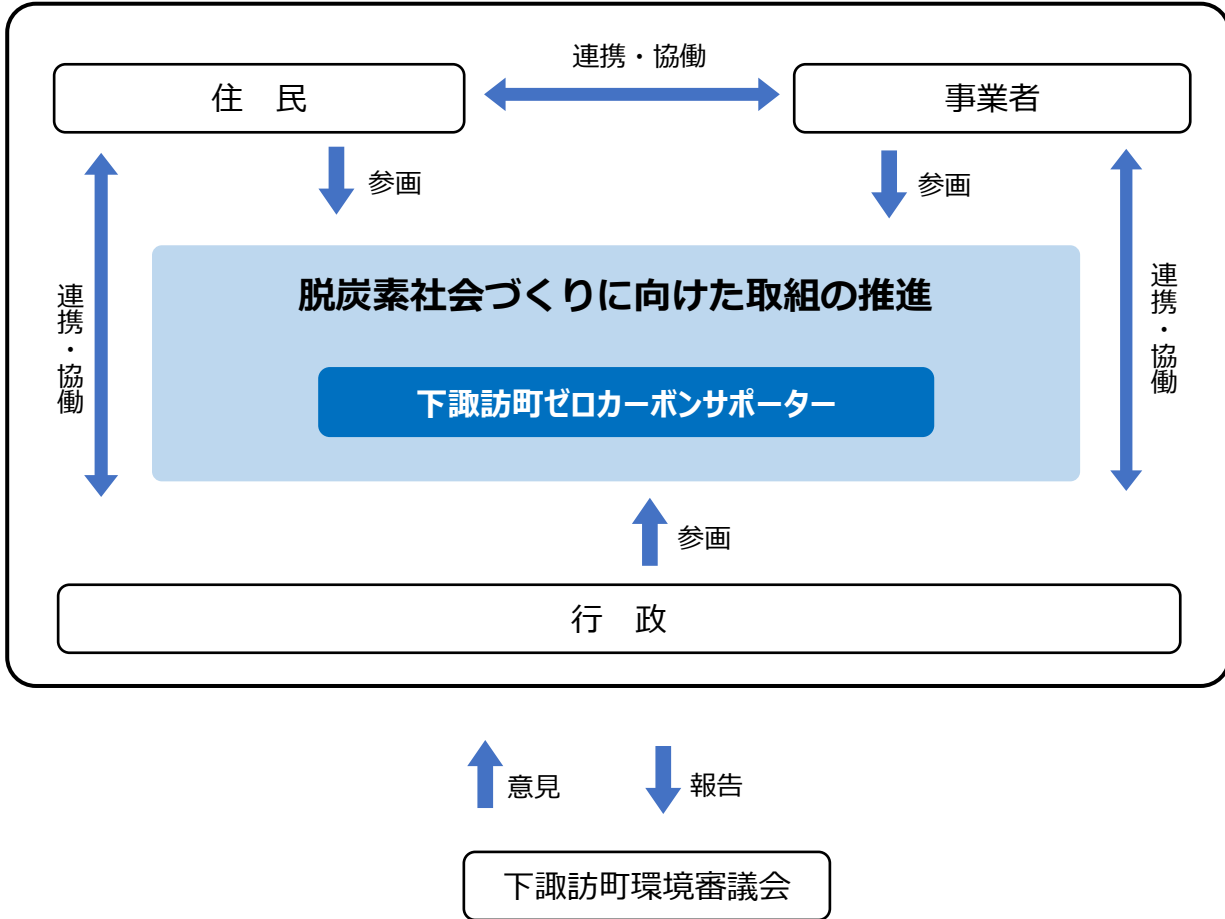 連携・協働
住　民
事業者
参画
参画
連携・協働
脱炭素社会づくりに向けた取組の推進
下諏訪町ゼロカーボンサポーター
連携・協働
参画
行　政
意見
報告
下諏訪町環境審議会